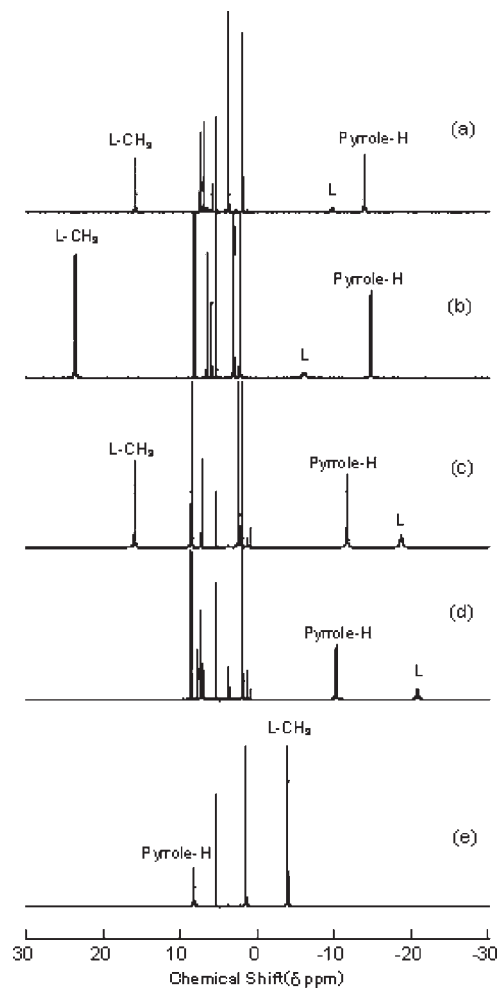 (a)
L-CH₃
Pyrrole-H
L
(b)
L-CH₃
Pyrrole-H
L
(c)
L-CH₃
Pyrrole-H
L
(d)
Pyrrole-H
L
(e)
L-CH₃
Pyrrole-H
30 20 10 0 -10 -20 -30
Chemical Shift(δ ppm)